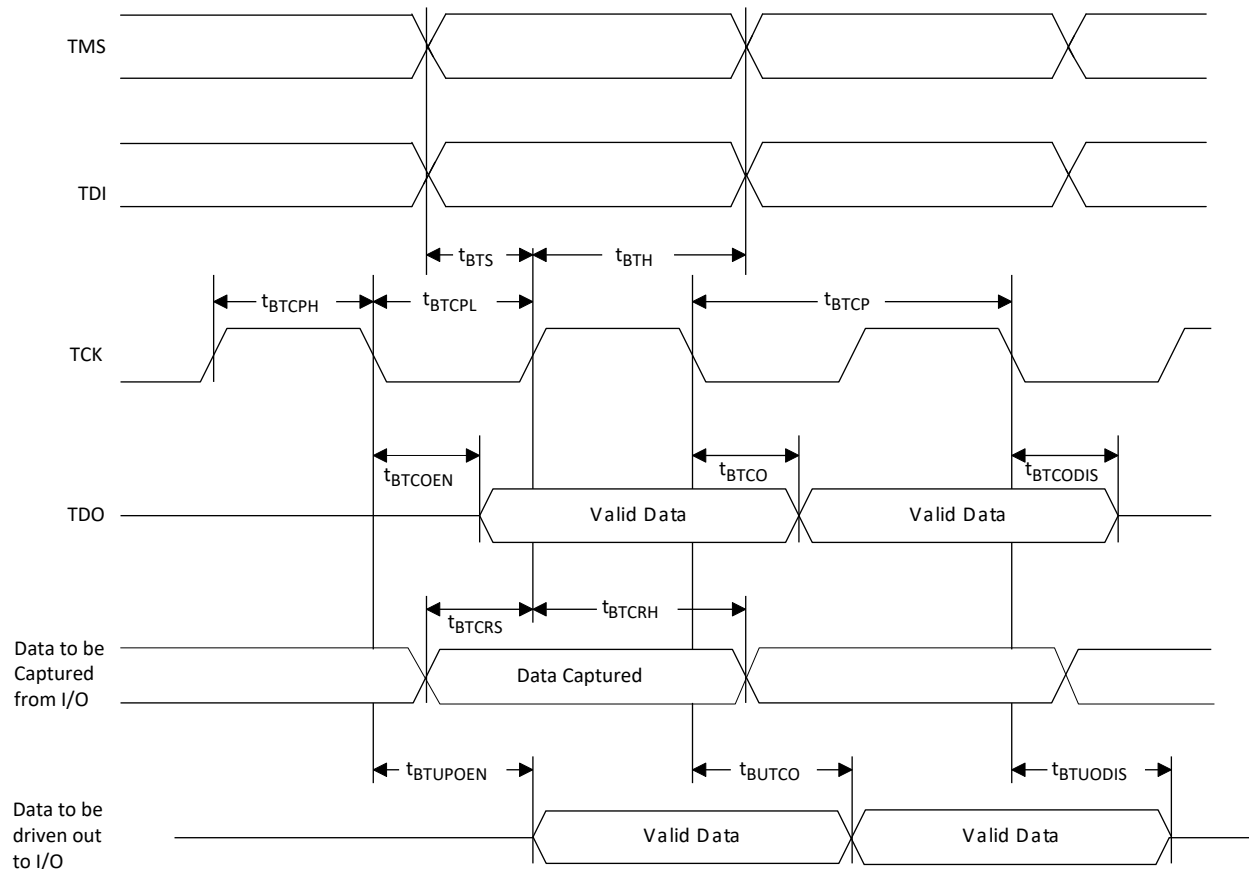 TMS
TDI
tBTS
tBTH
tBTCPH
tBTCPL
tBTCP
TCK
tBTCOEN
tBTCO
tBTCODIS
TDO
Valid Data
Valid Data
tBTCRS
tBTCRH
Data to be
Captured
from I/O
Data Captured
tBTUPOEN
tBUTCO
tBTUODIS
Data to be
driven out
to I/O
Valid Data
Valid Data